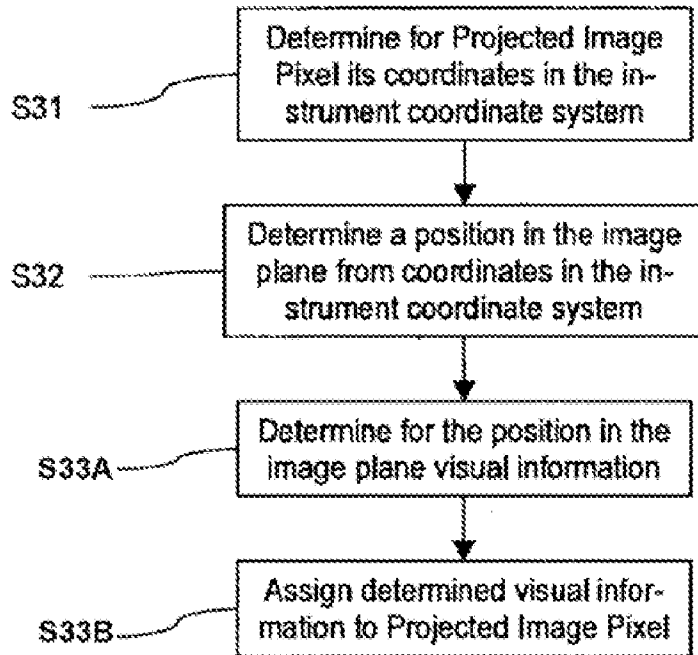 Determine for Projected Image
Pixel its coordinates in the in-
strument coordinate system
S31
Determine a position in the image
plane from coordinates in the in-
strument coordinate system
S32
Determine for the position in the
image plane visual information
S33A
Assign determined visual infor-
mation to Projected Image Pixel
S33B